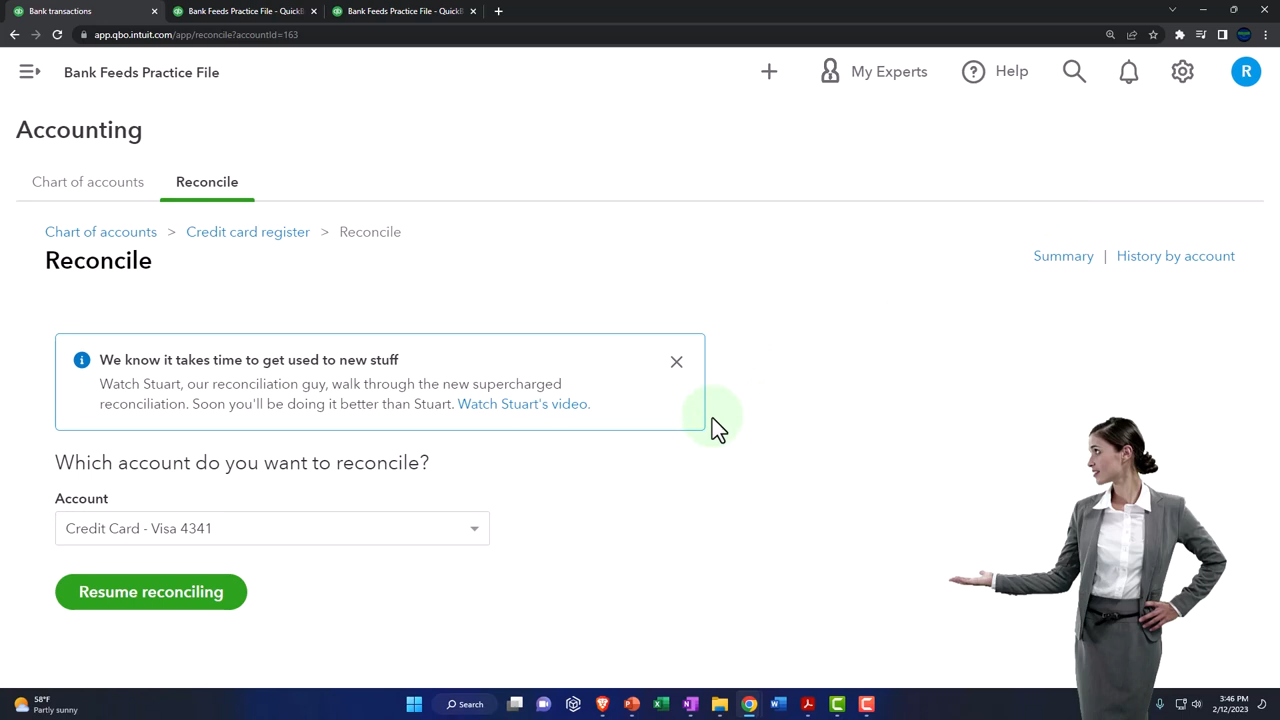 Bank transactions
Bank Feeds Practice File - QuickB
Bank Feeds Practice File - QuickB
app.qbo.intuit.com/app/reconcile?accountId=163
Bank Feeds Practice File
My Experts
Help
R
Accounting
Chart of accounts
Reconcile
Chart of accounts > Credit card register > Reconcile
Reconcile
Summary | History by account
We know it takes time to get used to new stuff
Watch Stuart, our reconciliation guy, walk through the new supercharged
reconciliation. Soon you'll be doing it better than Stuart. Watch Stuart's video.
Which account do you want to reconcile?
Account
Credit Card - Visa 4341
Resume reconciling
58°F
Partly sunny
Search
3:46 PM
2/12/2023